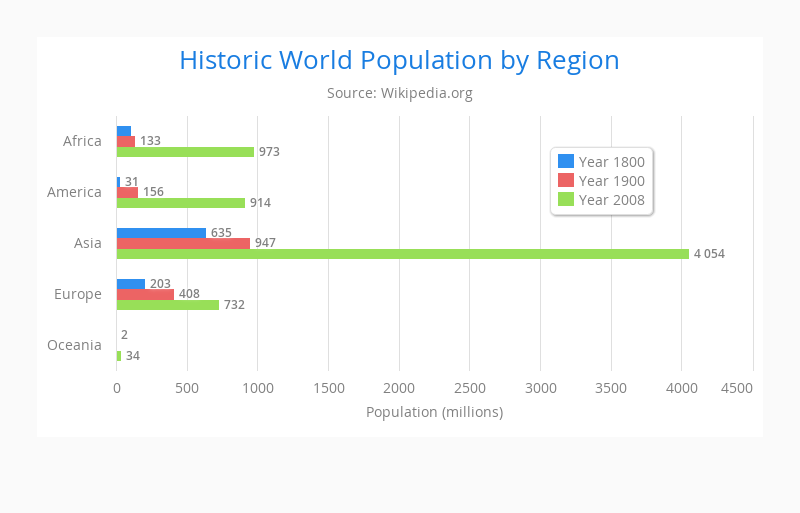 Historic World Population by Region
Source: Wikipedia.org
Africa
133
973
America
31
156
914
Asia
635
947
4 054
Europe
203
408
732
Oceania
2
34
Year 1800
Year 1900
Year 2008
0 500 1000 1500 2000 2500 3000 3500 4000 4500
Population (millions)